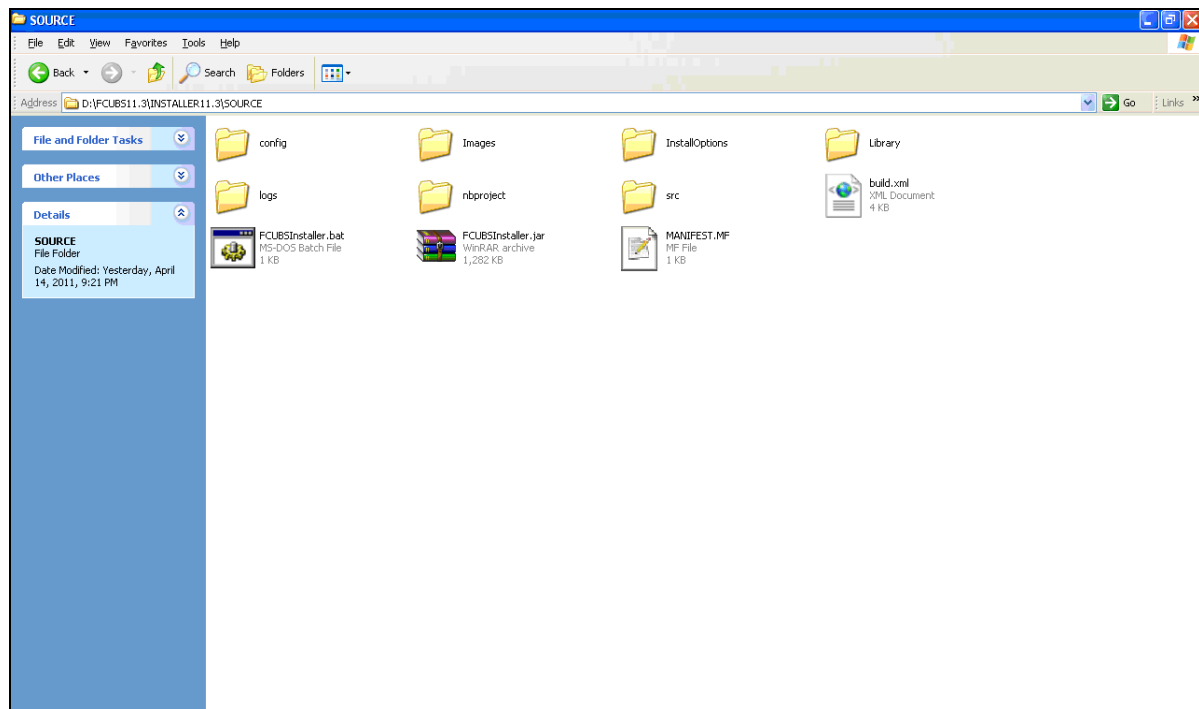 SOURCE
File Edit View Favorites Tools Help
Back Search Folders
Address D:\FCUBS11.3\INSTALLER11.3\SOURCE Go Links »
File and Folder Tasks
Other Places
Details
SOURCE
File Folder
Date Modified: Yesterday, April
14, 2011, 9:21 PM
config Images InstallOptions Library
logs nbproject src build.xml
XML Document
4 KB
FCUBSInstaller.bat
MS-DOS Batch File
1 KB
FCUBSInstaller.jar
WinRAR archive
1,282 KB
MANIFEST.MF
MF File
1 KB